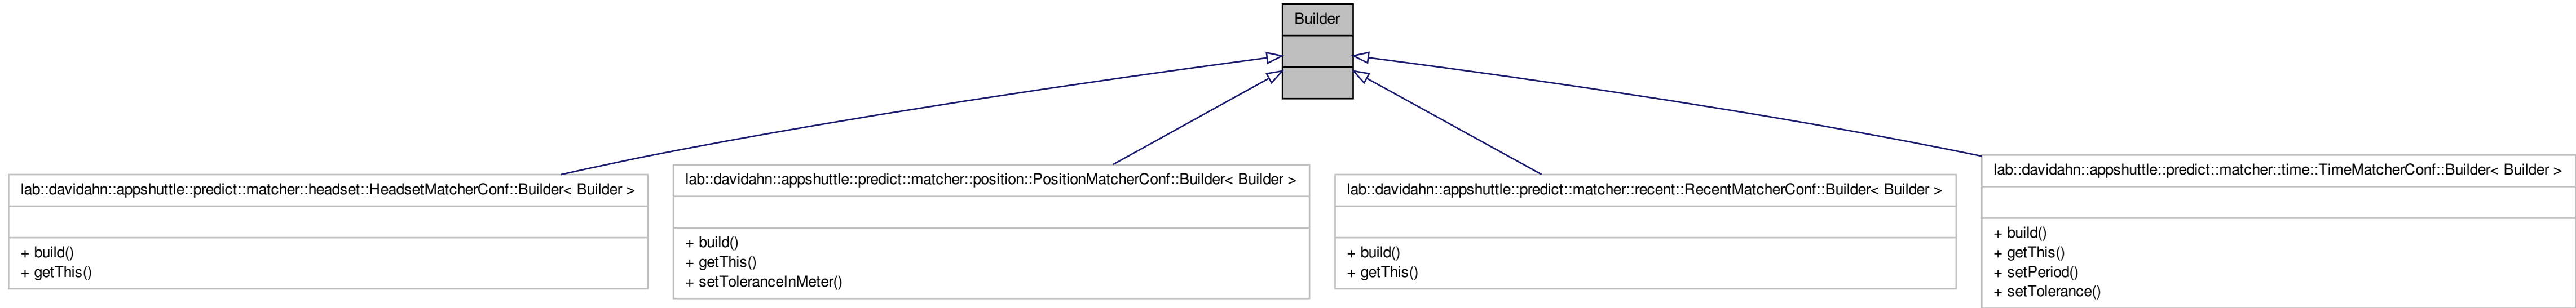 Builder
lab::davidahn::appshuttle::predict::matcher::headset::HeadsetMatcherConf::Builder< Builder >
+ build()
+ getThis()
lab::davidahn::appshuttle::predict::matcher::position::PositionMatcherConf::Builder< Builder >
+ build()
+ getThis()
+ setToleranceInMeter()
lab::davidahn::appshuttle::predict::matcher::recent::RecentMatcherConf::Builder< Builder >
+ build()
+ getThis()
lab::davidahn::appshuttle::predict::matcher::time::TimeMatcherConf::Builder< Builder >
+ build()
+ getThis()
+ setPeriod()
+ setTolerance()